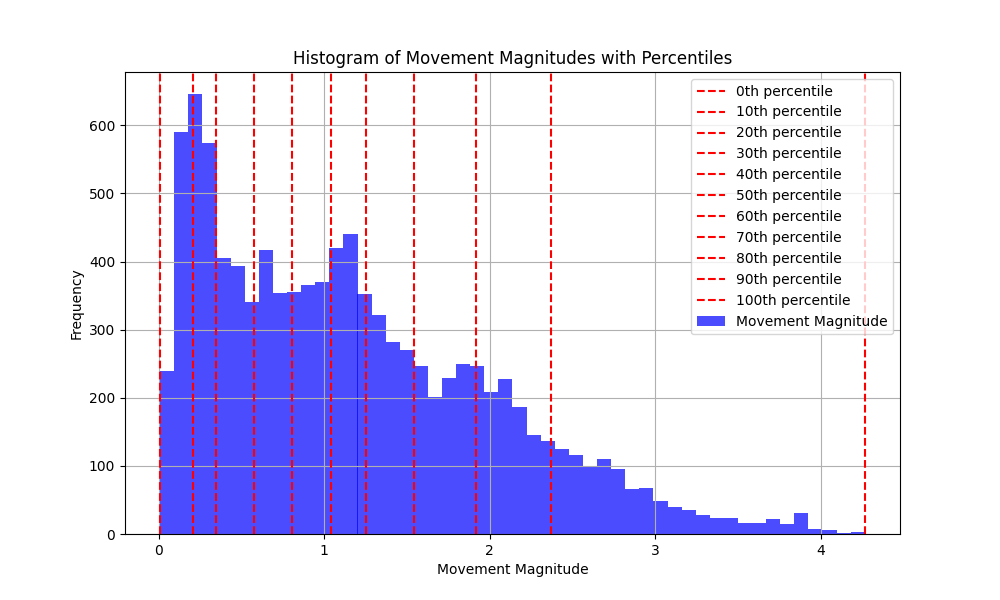 Histogram of Movement Magnitudes with Percentiles
0th percentile
10th percentile
20th percentile
30th percentile
40th percentile
50th percentile
60th percentile
70th percentile
80th percentile
90th percentile
100th percentile
Movement Magnitude
Frequency
600
500
400
300
200
100
0
0 1 2 3 4
Movement Magnitude